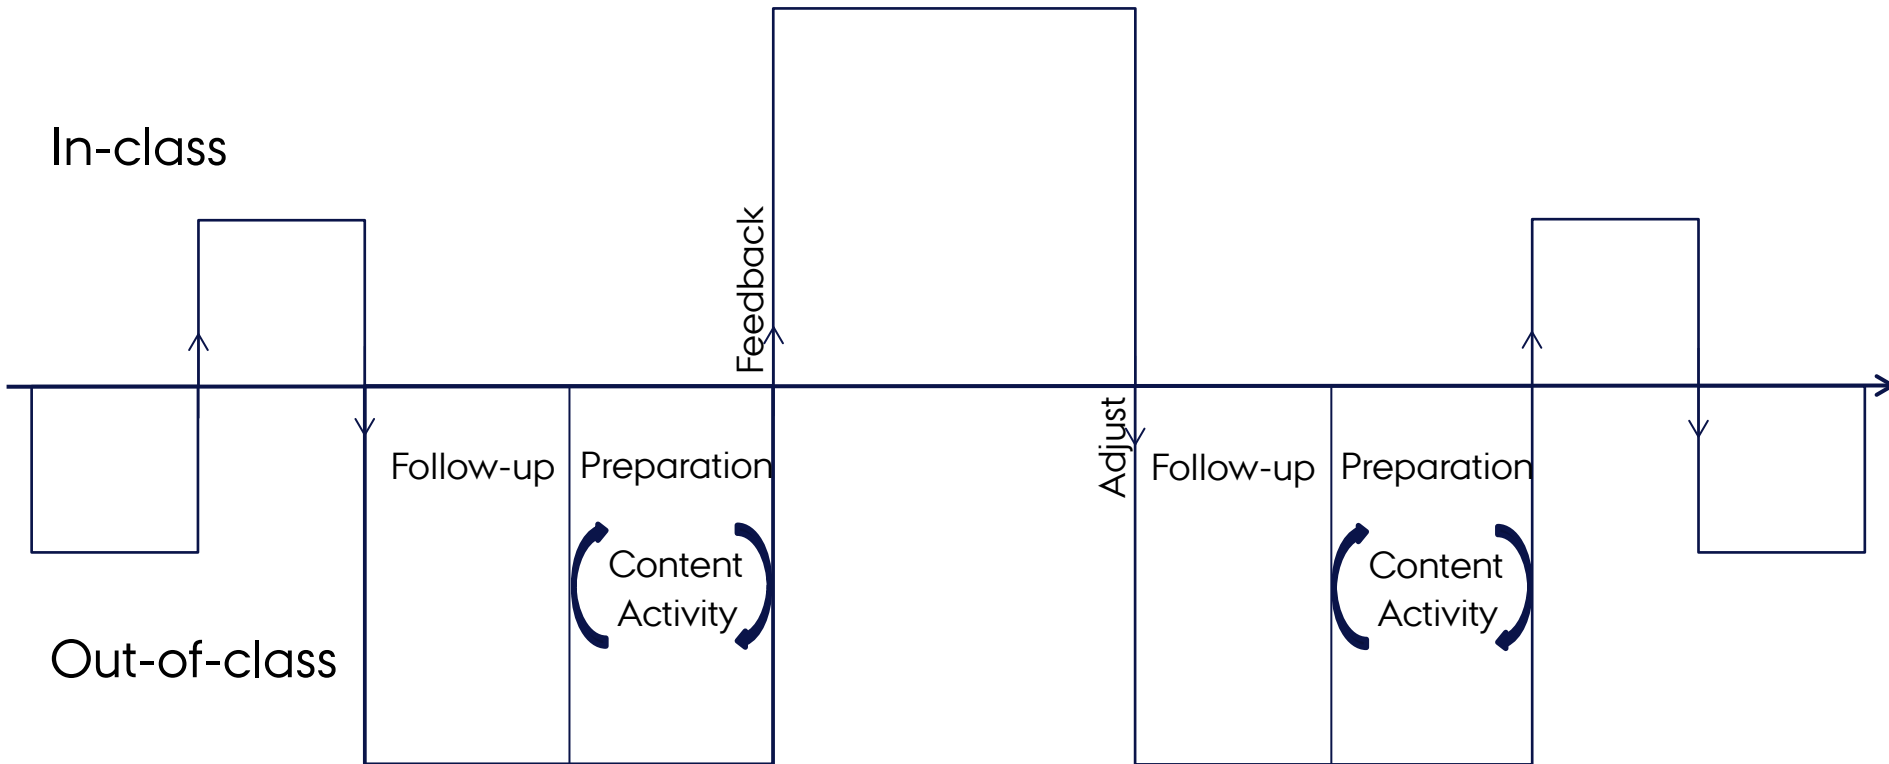 In-class
Feedback
Adjust
Follow-up
Preparation
Content
Activity
Follow-up
Preparation
Content
Activity
Out-of-class